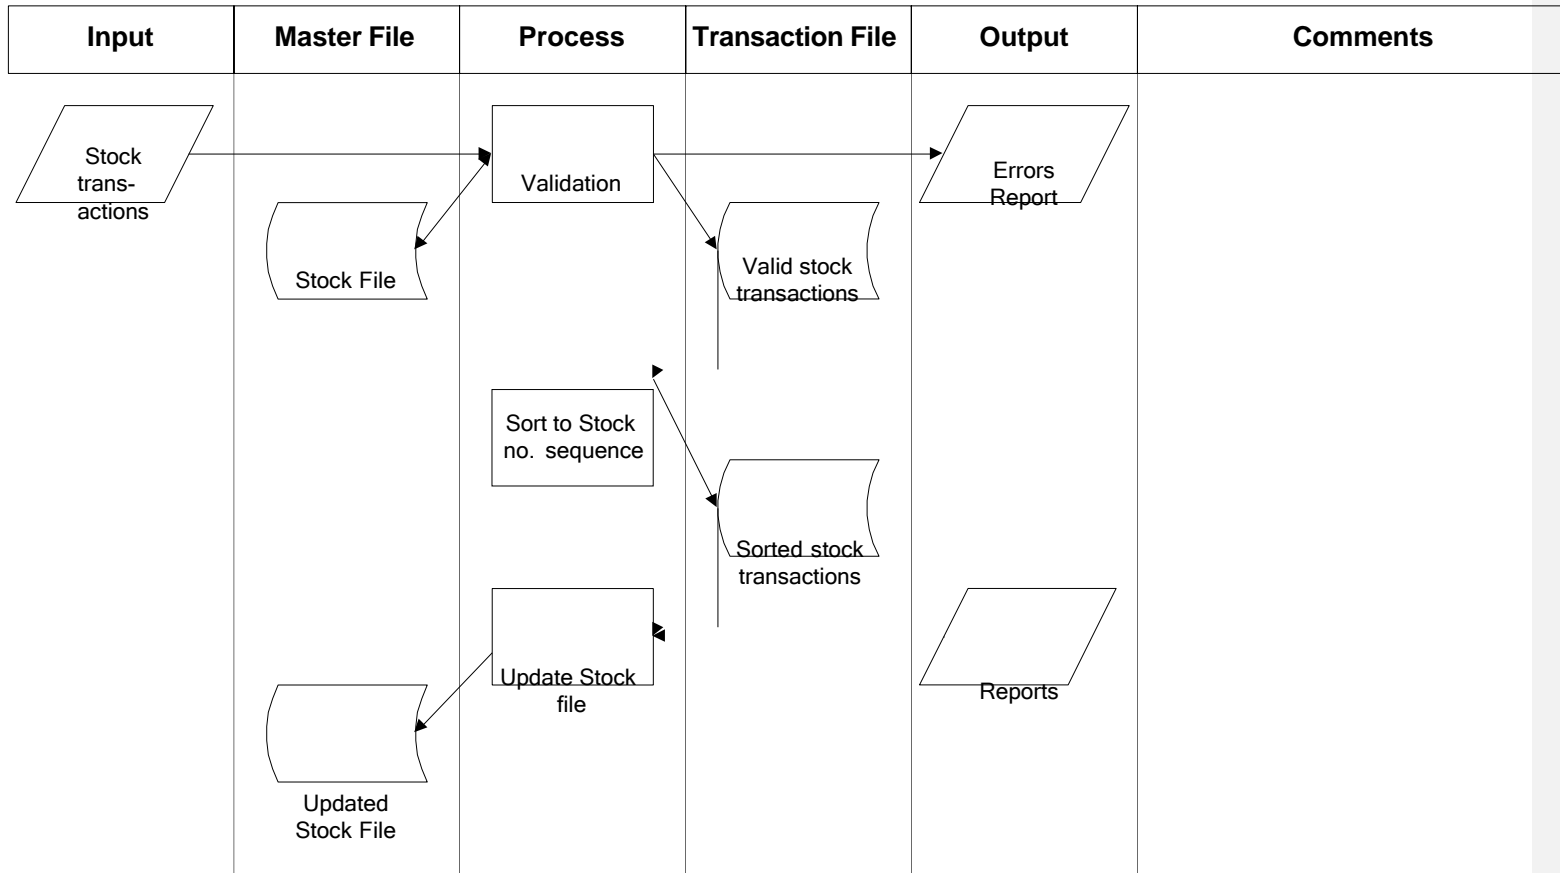 Input
Master File
Process
Transaction File
Output
Comments
Stock
trans-
actions
Validation
Errors
Report
Stock File
Valid stock
transactions
Sort to Stock
no. sequence
Sorted stock
transactions
Update Stock
file
Reports
Updated
Stock File